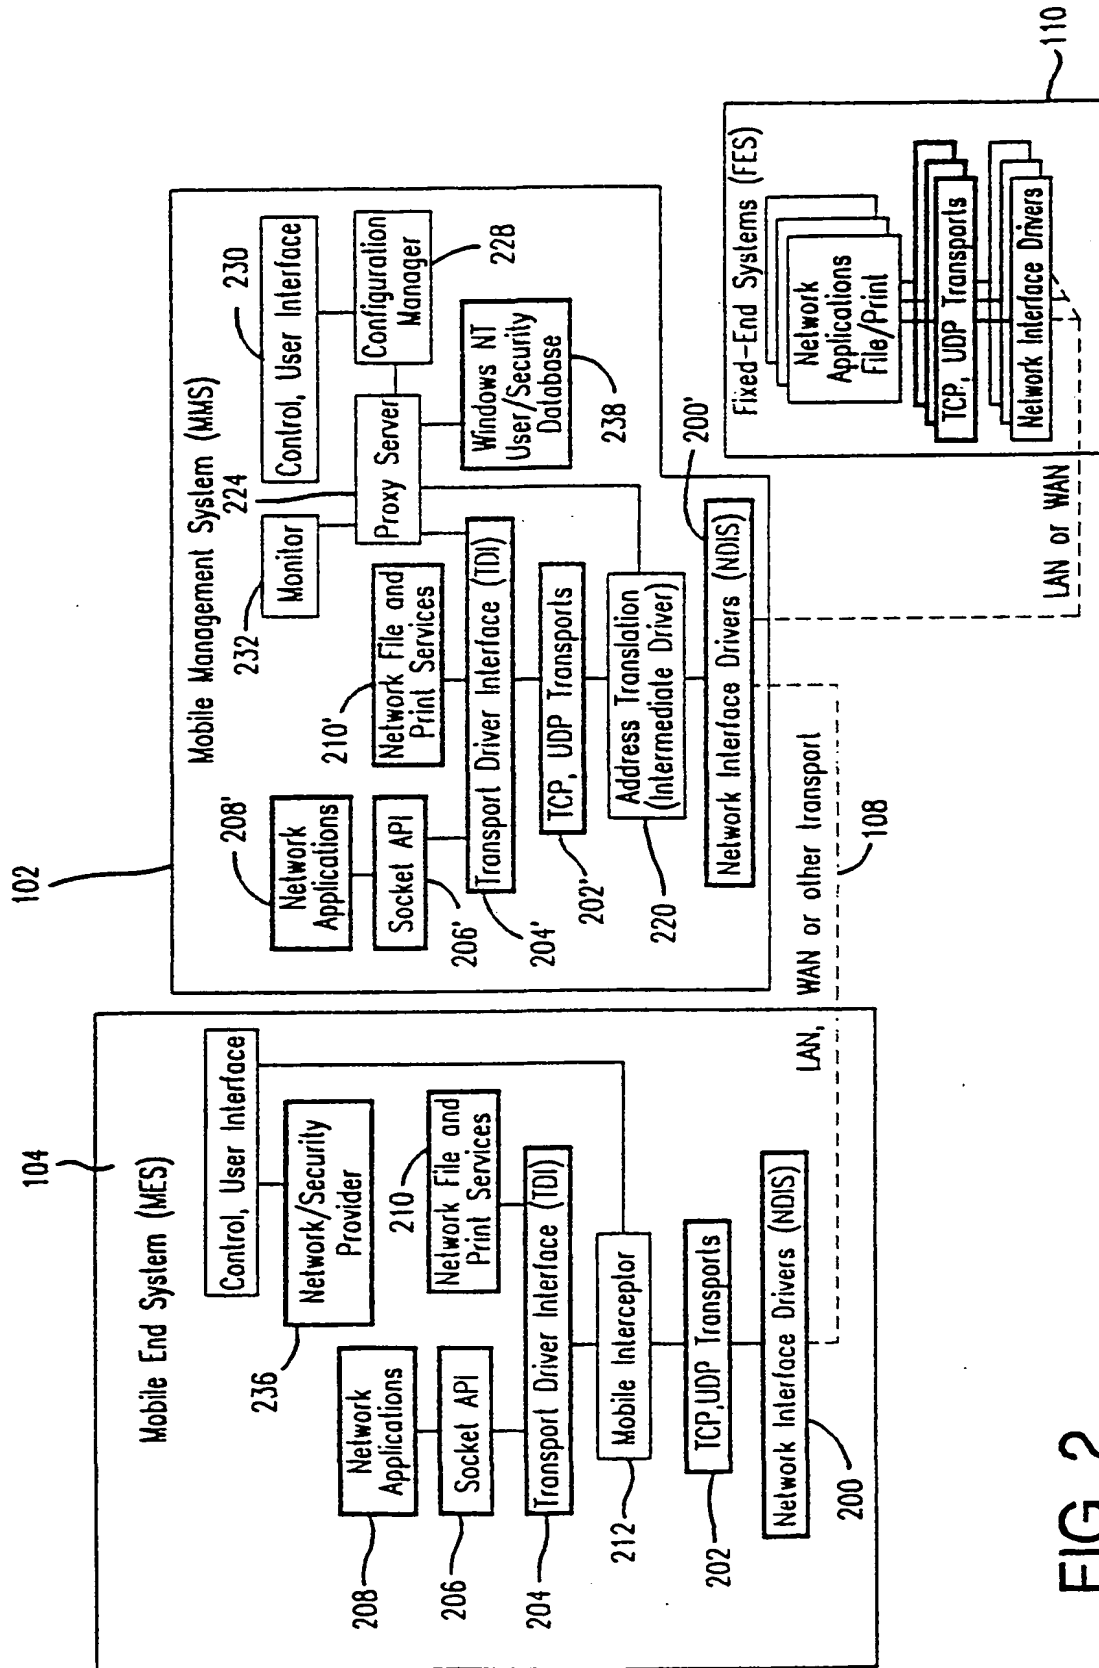 102
104
Mobile End System (MES)
Control, User Interface
Network/Security
Provider
236
Network
Applications
208
210
Network File and
Print Services
Socket API
206
Transport Driver Interface (TDI)
204
Mobile Interceptor
212
TCP,UDP Transports
202
Network Interface Drivers (NDIS)
200
Mobile Management System (MMS)
232
Monitor
224
230
Control, User Interface
Proxy Server
Configuration
Manager
228
Windows NT
User/Security
Database
238
208'
Network
Applications
210'
Network File and
Print Services
Socket API
206'
Transport Driver Interface (TDI)
204'
TCP, UDP Transports
202'
Address Translation
(Intermediate Driver)
220
200'
Network Interface Drivers (NDIS)
LAN, WAN or other transport
108
LAN or WAN
Fixed-End Systems (FES)
Network
Applications
File/Print
TCP, UDP Transports
Network Interface Drivers
110
FIG. 2